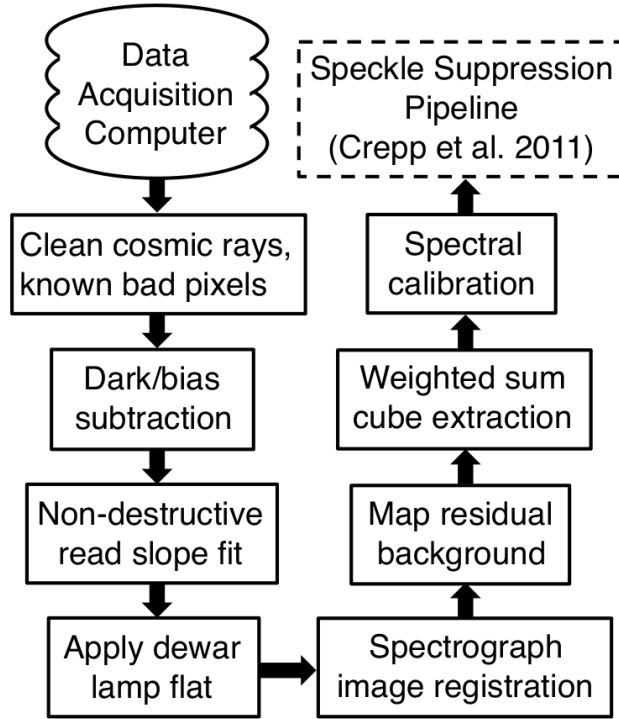 Data
Acquisition
Computer
Clean cosmic rays,
known bad pixels
Dark/bias
subtraction
Non-destructive
read slope fit
Apply dewar
lamp flat
Spectrograph
image registration
Map residual
background
Weighted sum
cube extraction
Spectral
calibration
Speckle Suppression
Pipeline
(Crepp et al. 2011)